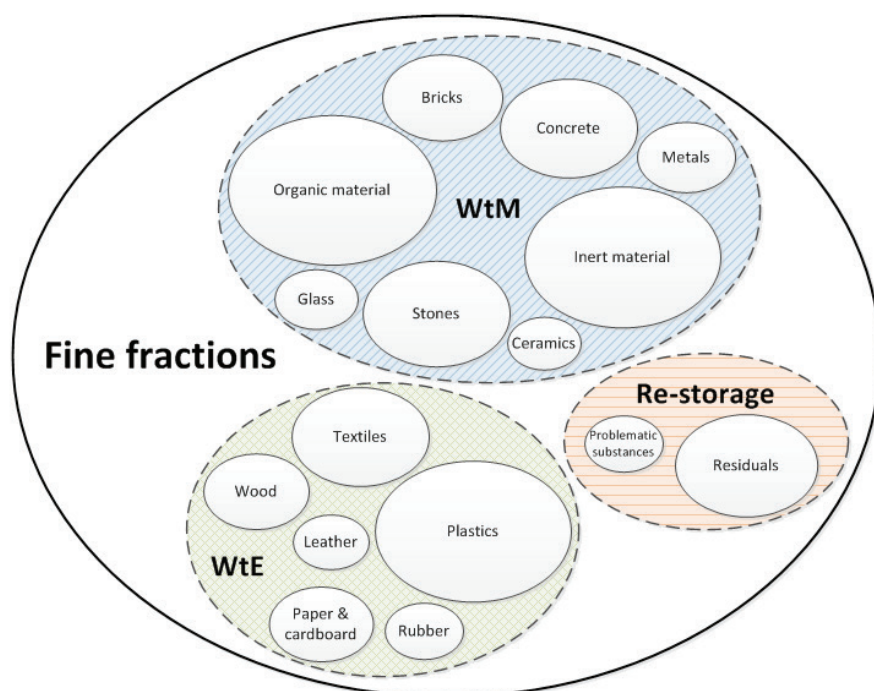 Bricks
Concrete
Metals
Organic material
WtM
Inert material
Glass
Stones
Ceramics
Fine fractions
Re-storage
Problematic
substances
Residuals
Textiles
Wood
Plastics
Leather
WtE
Paper &
cardboard
Rubber